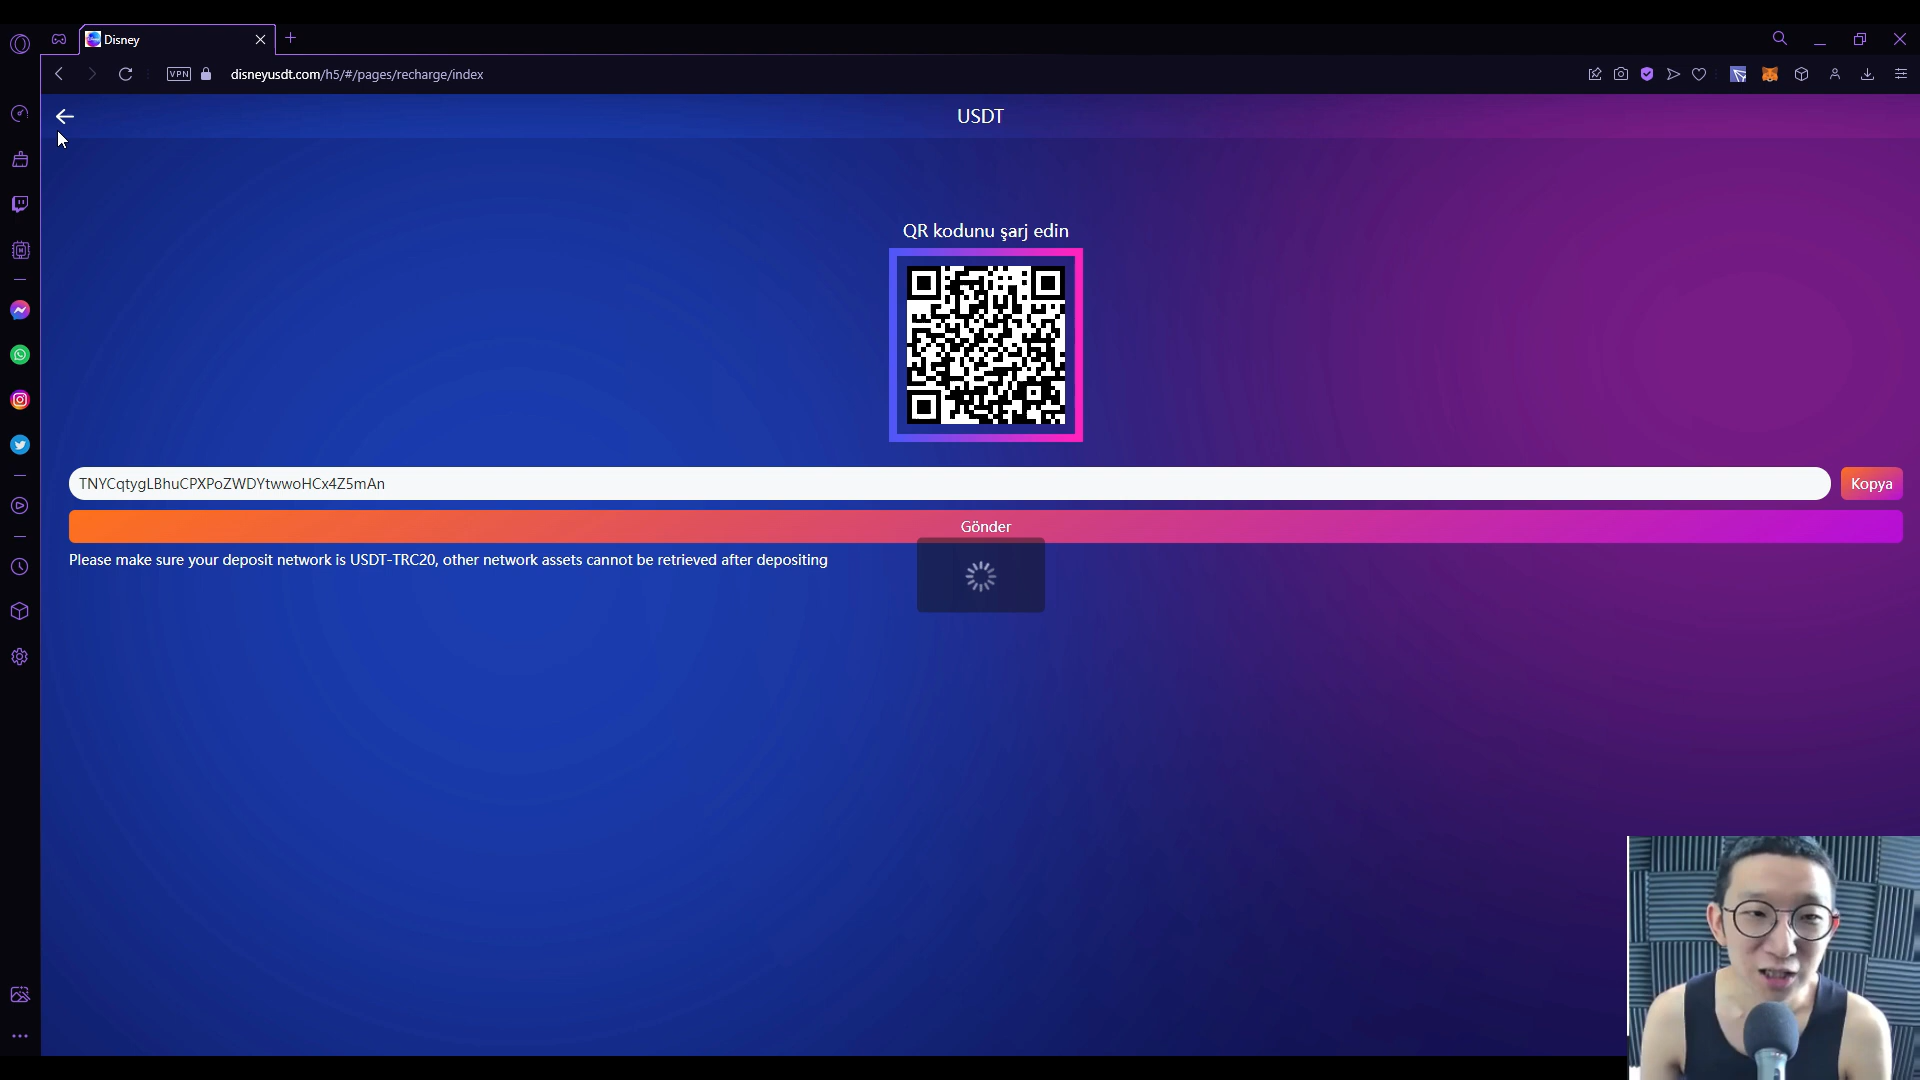 Disney
VPN
disneyusdt.com/h5/#/pages/recharge/index
USDT
QR kodunu şarj edin
TNYCqtygLBhuCPXPoZWDYtwwoHCx4Z5mAn
Kopya
Gönder
Please make sure your deposit network is USDT-TRC20, other network assets cannot be retrieved after depositing